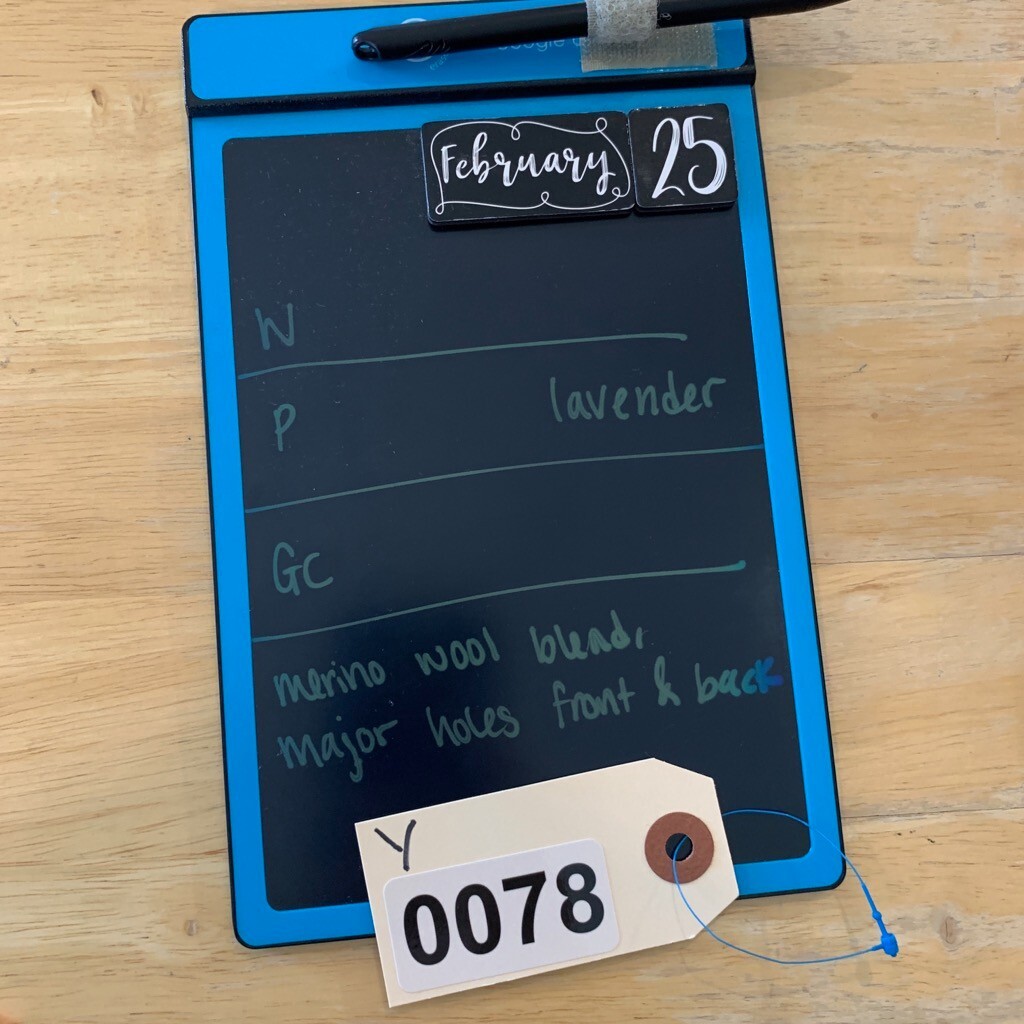 February 25
W
P lavender
GC
merino wool blend,
major holes front & back
Y
0078